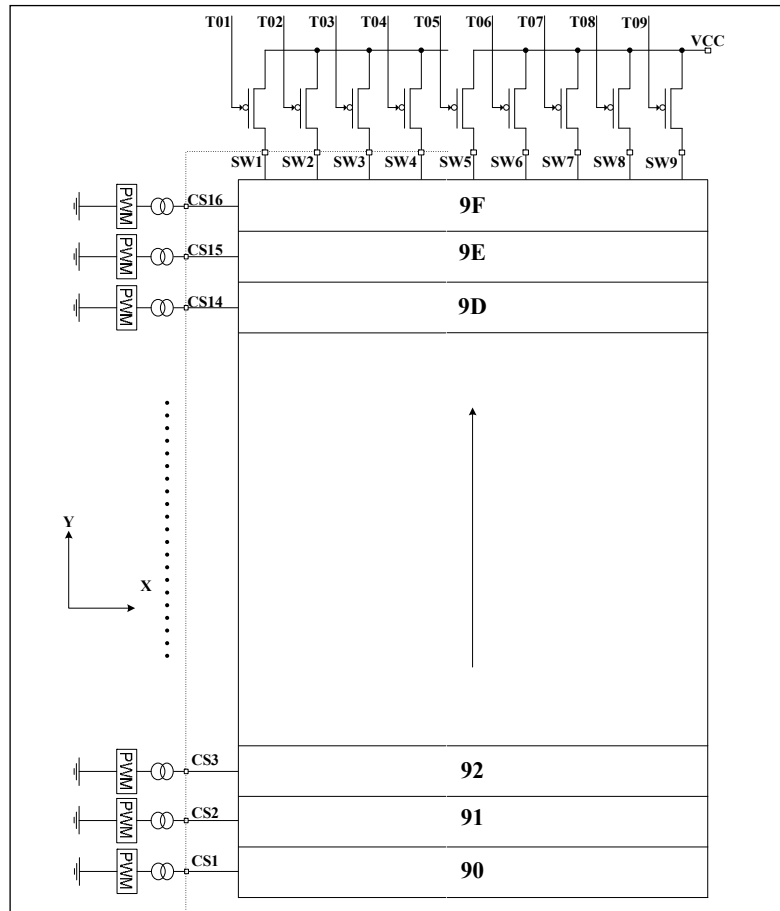 T01 T02 T03 T04 T05 T06 T07 T08 T09
VCC
SW1 SW2 SW3 SW4 SW5 SW6 SW7 SW8 SW9
PWM CS16 9F
PWM CS15 9E
PWM CS14 9D
Y
X
PWM CS3 92
PWM CS2 91
PWM CS1 90